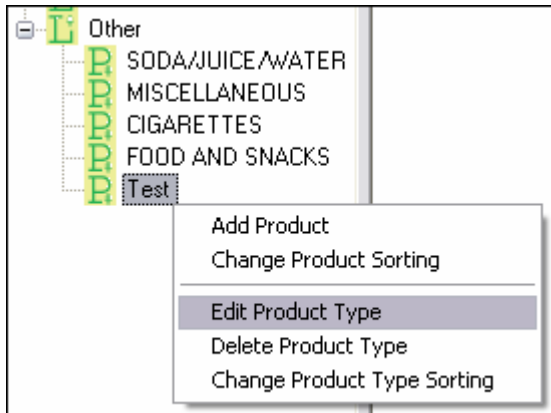 Other
SODA/JUICE/WATER
MISCELLANEOUS
CIGARETTES
FOOD AND SNACKS
Test
Add Product
Change Product Sorting
Edit Product Type
Delete Product Type
Change Product Type Sorting